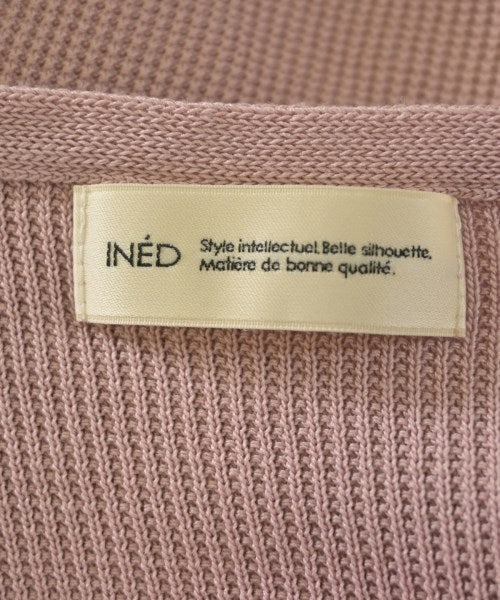 INÉD
Style intellectuel. Belle silhouette.
Matière de bonne qualité.